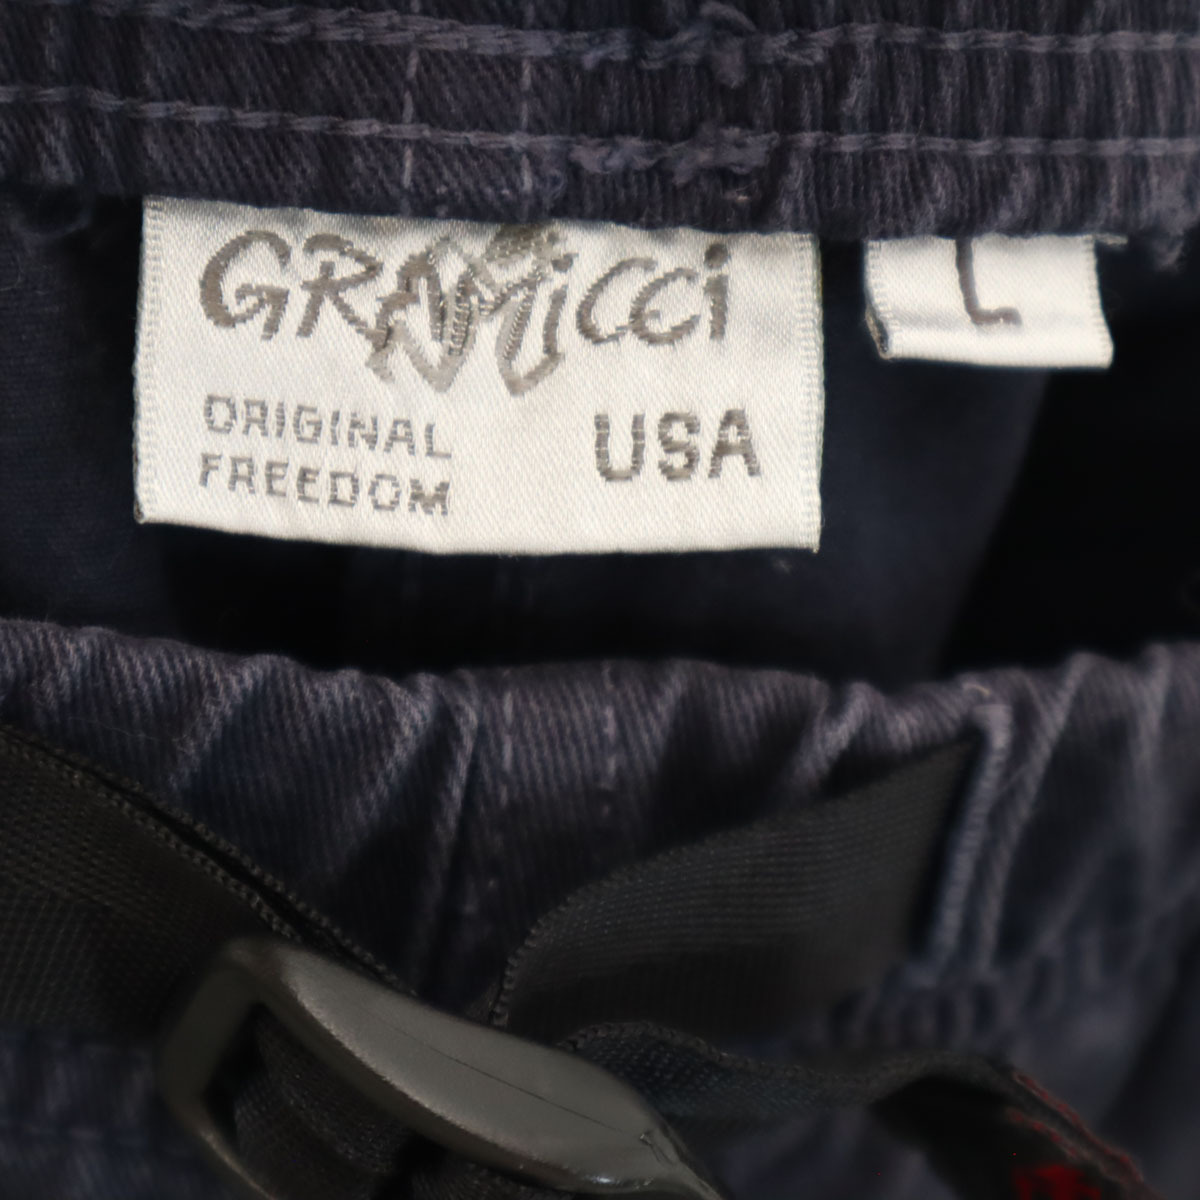 GRAMiCCi
L
ORIGINAL
FREEDOM
USA